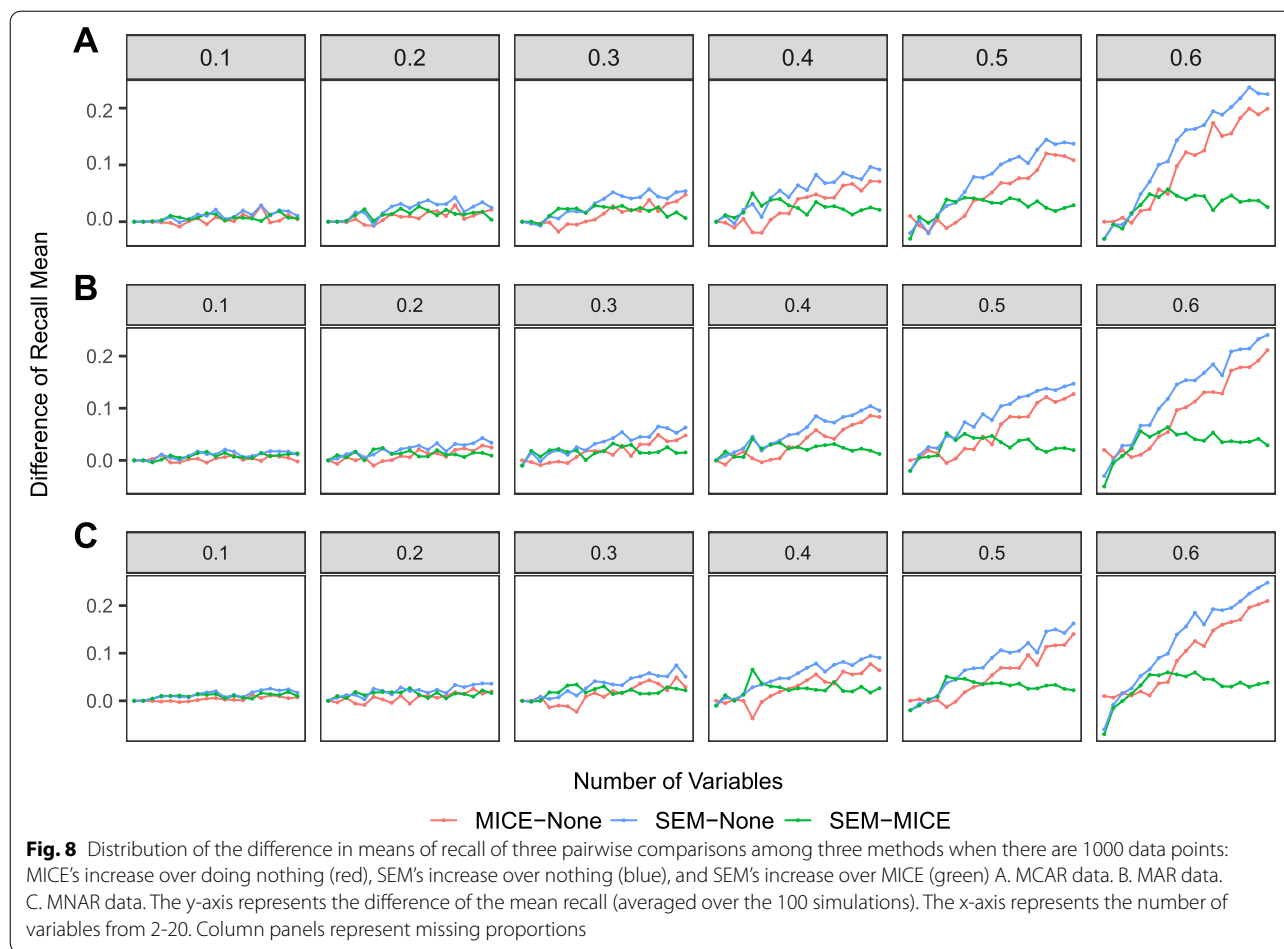 A
0.1 0.2 0.3 0.4 0.5 0.6
0.2
0.1
0.0
B
0.1 0.2 0.3 0.4 0.5 0.6
0.2
0.1
0.0
C
0.1 0.2 0.3 0.4 0.5 0.6
0.2
0.1
0.0
Difference of Recall Mean
Number of Variables
MICE−None SEM−None SEM−MICE
Fig. 8 Distribution of the difference in means of recall of three pairwise comparisons among three methods when there are 1000 data points:
MICE's increase over doing nothing (red), SEM's increase over nothing (blue), and SEM's increase over MICE (green) A. MCAR data. B. MAR data.
C. MNAR data. The y-axis represents the difference of the mean recall (averaged over the 100 simulations). The x-axis represents the number of
variables from 2-20. Column panels represent missing proportions